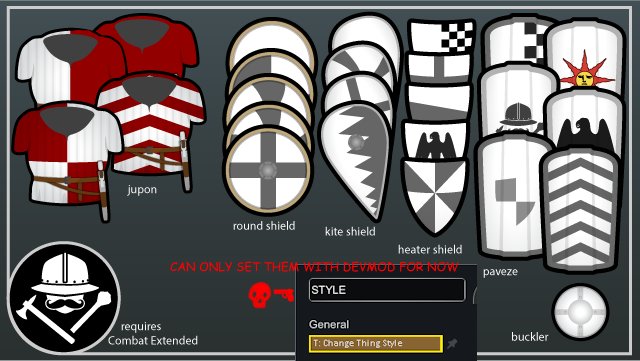 jupon
round shield
kite shield
heater shield
paveze
buckler
CAN ONLY SET THEM WITH DEVMOD FOR NOW
requires
Combat Extended
STYLE
General
T: Change Thing Style